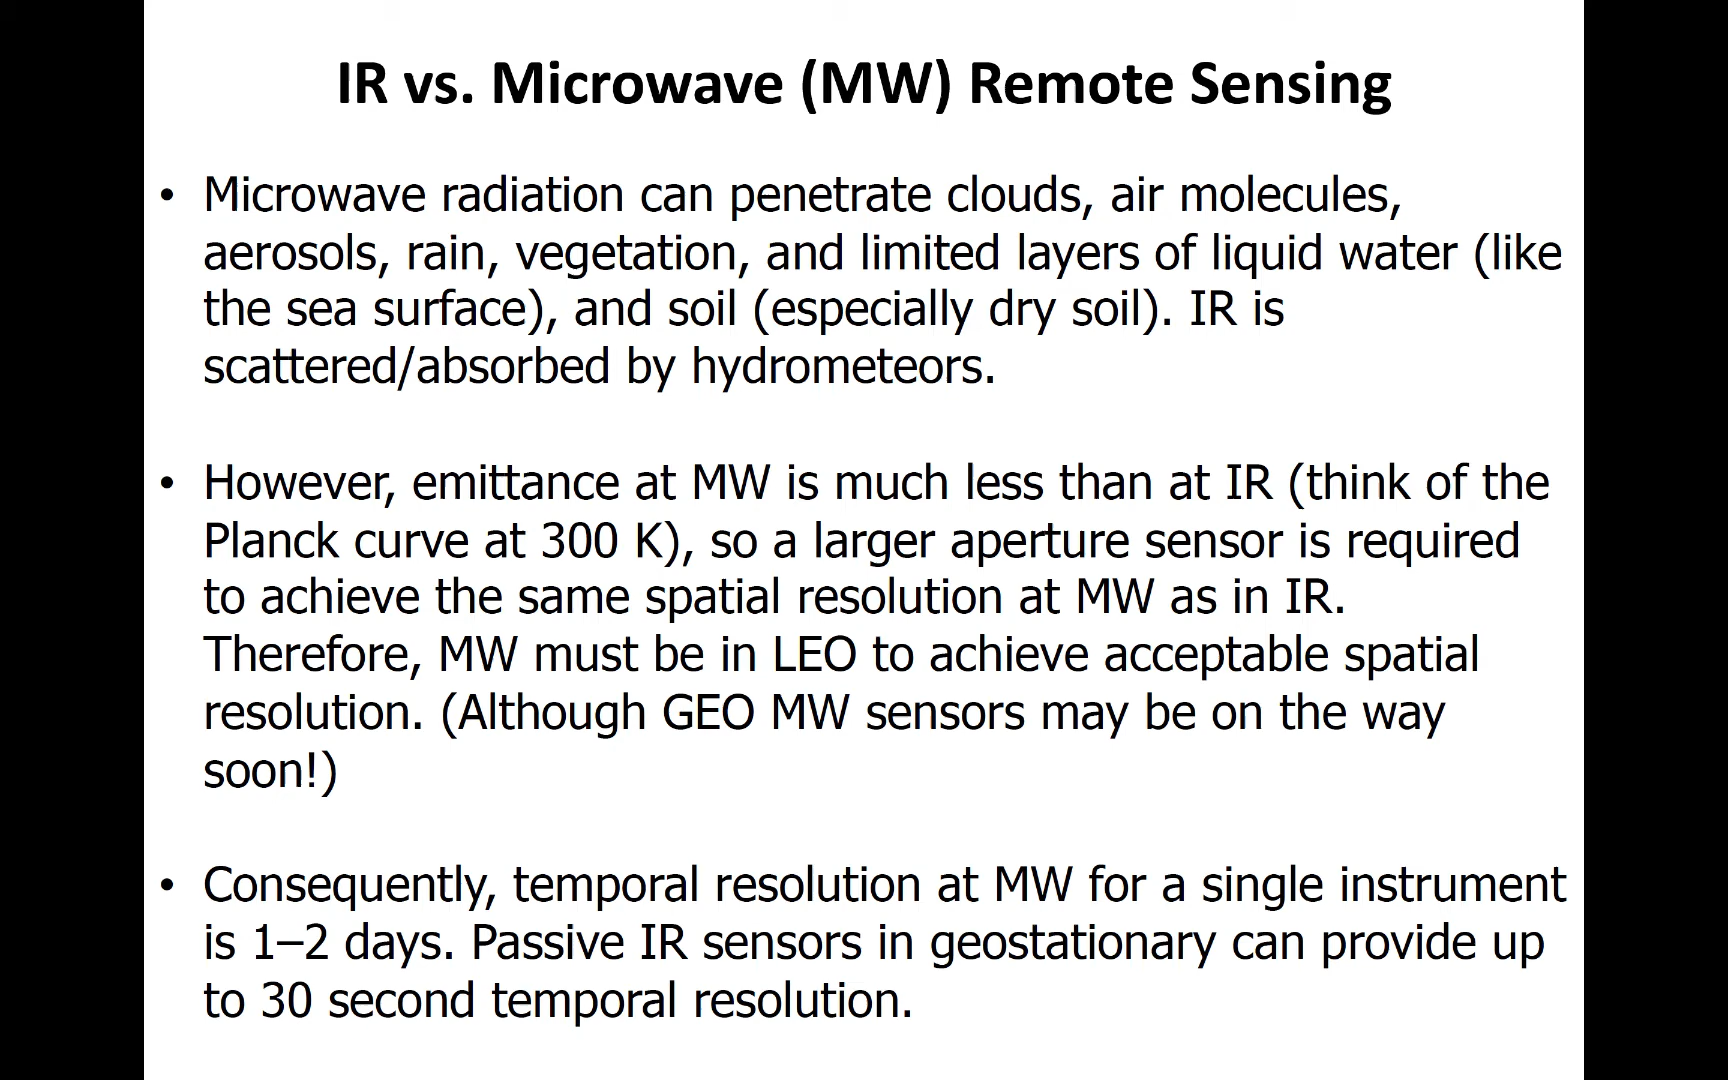 IR vs. Microwave (MW) Remote Sensing
• Microwave radiation can penetrate clouds, air molecules,
aerosols, rain, vegetation, and limited layers of liquid water (like
the sea surface), and soil (especially dry soil). IR is
scattered/absorbed by hydrometeors.
• However, emittance at MW is much less than at IR (think of the
Planck curve at 300 K), so a larger aperture sensor is required
to achieve the same spatial resolution at MW as in IR.
Therefore, MW must be in LEO to achieve acceptable spatial
resolution. (Although GEO MW sensors may be on the way
soon!)
• Consequently, temporal resolution at MW for a single instrument
is 1–2 days. Passive IR sensors in geostationary can provide up
to 30 second temporal resolution.